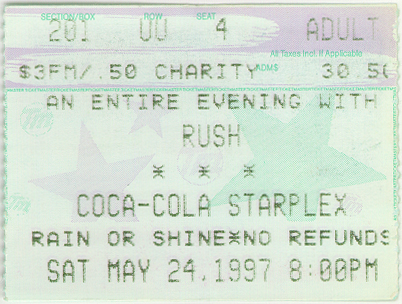 SECTION/BOX ROW SEAT
201 UU 4 ADULT
All Taxes Incl. If Applicable
$3FM/.50 CHARITY ADMS 30.50
AN ENTIRE EVENING WITH
RUSH
* * *
COCA-COLA STARPLEX
RAIN OR SHINE*NO REFUNDS
SAT MAY 24,1997 8:00PM